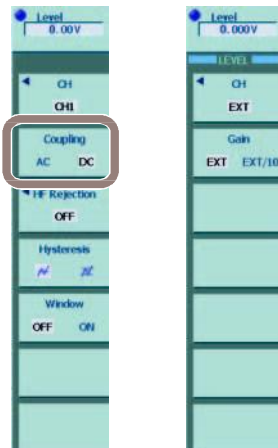 Level
0.00V
CH
CH1
Coupling
AC DC
HF Rejection
OFF
Hysteresis
Window
OFF ON
Level
0.000V
LEVEL
CH
EXT
Gain
EXT EXT/10